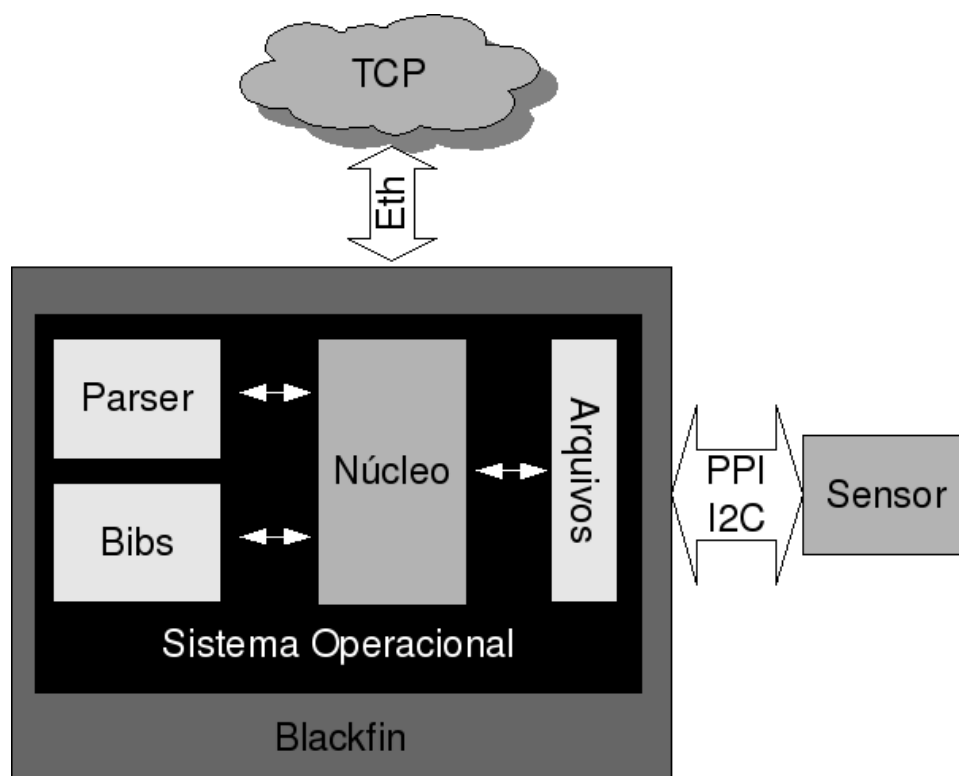 TCP
Eth
Parser
Núcleo
Arquivos
Bibs
PPI
I2C
Sensor
Sistema Operacional
Blackfin